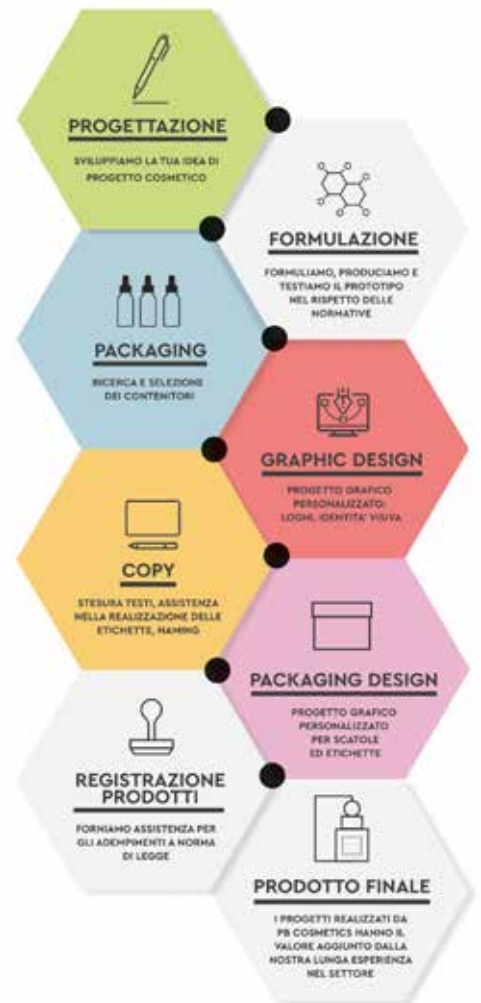 PROGETTAZIONE
SVILUPPIAMO LA TUA IDEA DI
PROGETTO COSMETICO
FORMULAZIONE
FORMULIAMO, PRODUCIAMO E
TESTIAMO IL PROTOTIPO
NEL RISPETTO DELLE
NORMATIVE
PACKAGING
RICERCA E SELEZIONE
DEI CONTENITORI
GRAPHIC DESIGN
PROGETTO GRAFICO
PERSONALIZZATO:
LOGHI, IDENTITA' VISIVA
COPY
STESURA TESTI, ASSISTENZA
NELLA REALIZZAZIONE DELLE
ETICHETTE, NAMING
PACKAGING DESIGN
PROGETTO GRAFICO
PERSONALIZZATO
PER SCATOLE
ED ETICHETTE
REGISTRAZIONE
PRODOTTI
FORNIAMO ASSISTENZA PER
GLI ADEMPIMENTI A NORMA
DI LEGGE
PRODOTTO FINALE
I PROGETTI REALIZZATI DA
PB COSMETICS HANNO IL
VALORE AGGIUNTO DALLA
NOSTRA LUNGA ESPERIENZA
NEL SETTORE